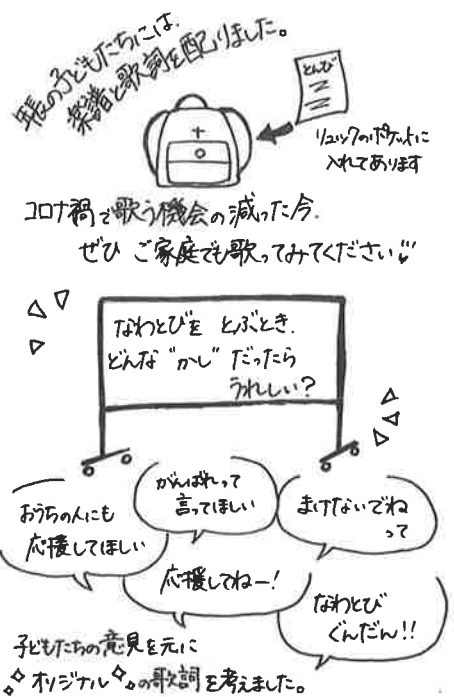 年長の子どもたちには、
楽譜と歌詞を配りました。
とんび
リュックのポケットに
入れてあります
コロナ禍で歌う機会の減った今、
ぜひ ご家庭でも歌ってみてください
なわとびを とぶとき、
どんな “かし” だったら
うれしい？
がんばれって
言ってほしい
おうちの人にも
応援してほしい
まけないでね
って
応援してねー！
なわとび
ぐんだん！！
子どもたちの意見を元に
オリジナルの歌詞を考えました。